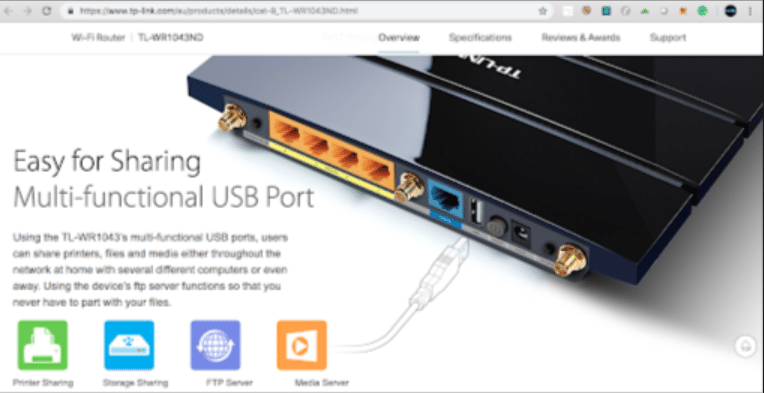 https://www.tp-link.com/au/products/details/cat-9_TL-WR1043ND.html
Wi-Fi Router | TL-WR1043ND
Overview Specifications Reviews & Awards Support
TP-LINK
Easy for Sharing
Multi-functional USB Port
Using the TL-WR1043's multi-functional USB ports, users
can share printers, files and media either throughout the
network at home with several different computers or even
away. Using the device's ftp server functions so that you
never have to part with your files.
Printer Sharing Storage Sharing FTP Server Media Server